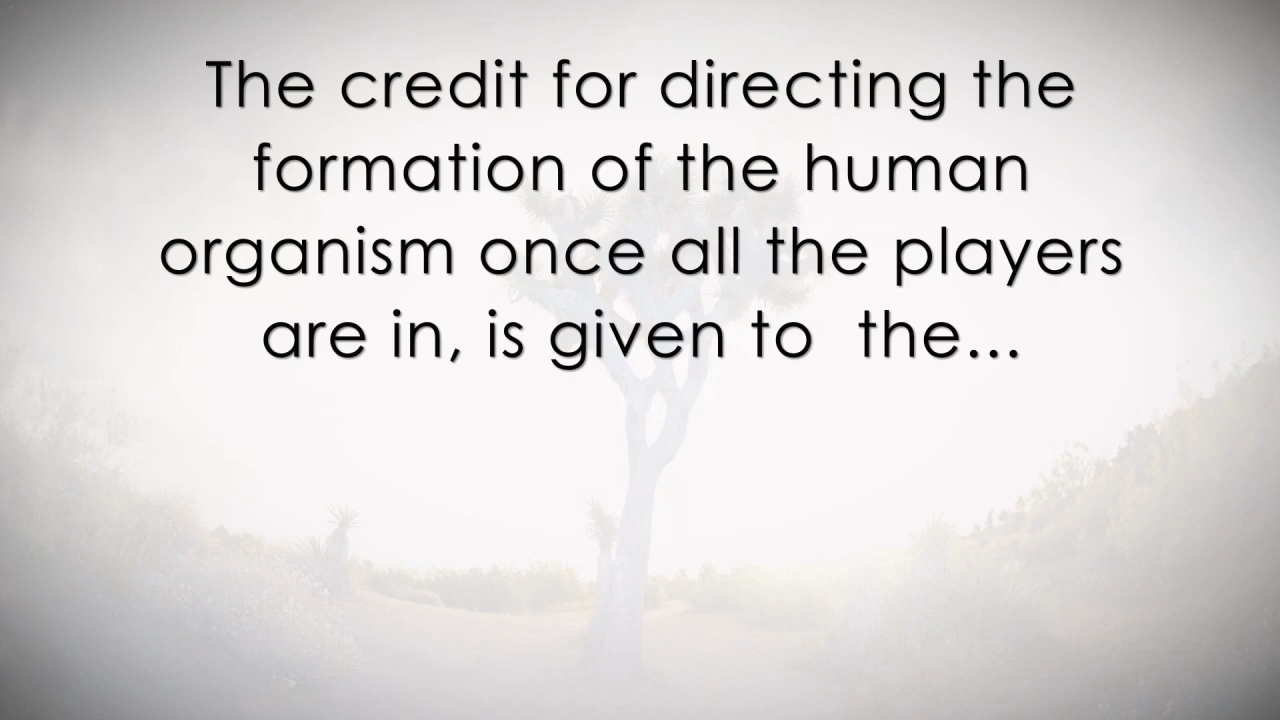 The credit for directing the
formation of the human
organism once all the players
are in, is given to  the...